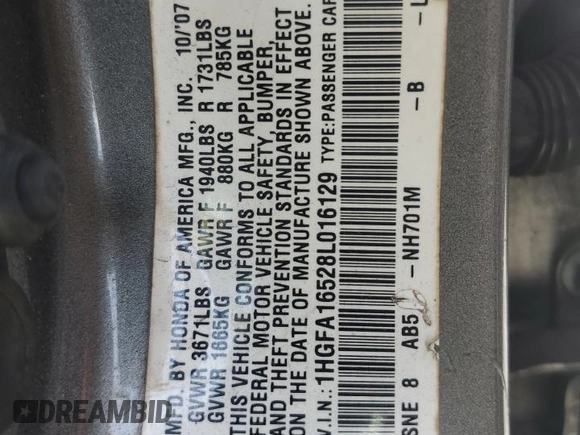 MFD. BY HONDA OF AMERICA MFG., INC. 10/'07
GVWR 3671LBS GAWR F 1940LBS R 1731LBS
GVWR 1665KG GAWR F 880KG R 785KG
THIS VEHICLE CONFORMS TO ALL APPLICABLE
FEDERAL MOTOR VEHICLE SAFETY, BUMPER,
AND THEFT PREVENTION STANDARDS IN EFFECT
ON THE DATE OF MANUFACTURE SHOWN ABOVE.
V.I.N.:1HGFA16528L016129 TYPE:PASSENGER CAR
SNE 8 AB5 -NH701M -B -L
DREAMBID